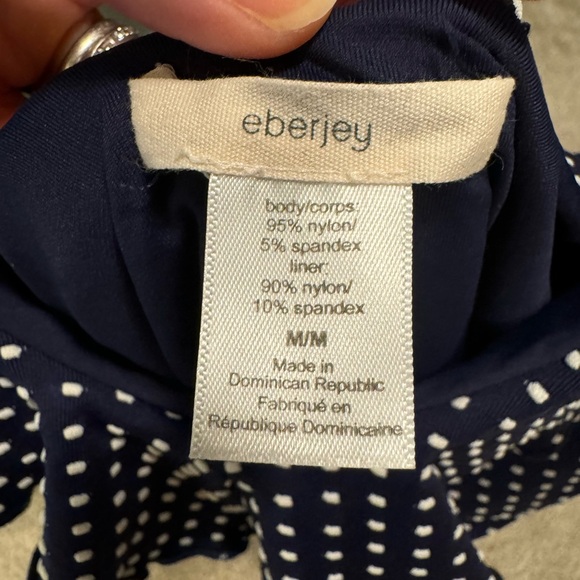 eberjey
body/corps:
95% nylon/
5% spandex
liner:
90% nylon/
10% spandex
M/M
Made in
Dominican Republic
Fabriqué en
République Dominicaine